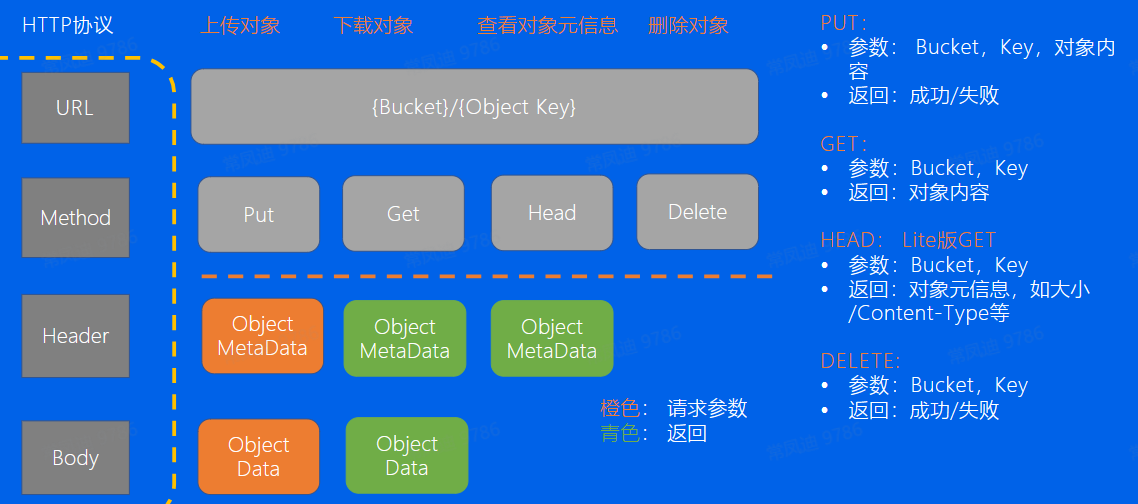 HTTP协议
上传对象
下载对象
查看对象元信息
删除对象
URL
{Bucket}/{Object Key}
Method
Put
Get
Head
Delete
Header
Object
MetaData
Object
MetaData
Object
MetaData
橙色： 请求参数
青色： 返回
Body
Object
Data
Object
Data
PUT：
• 参数： Bucket，Key，对象内
容
• 返回：成功/失败
GET：
• 参数：Bucket，Key
• 返回：对象内容
HEAD： Lite版GET
• 参数：Bucket，Key
• 返回：对象元信息，如大小
/Content-Type等
DELETE：
• 参数：Bucket，Key
• 返回：成功/失败